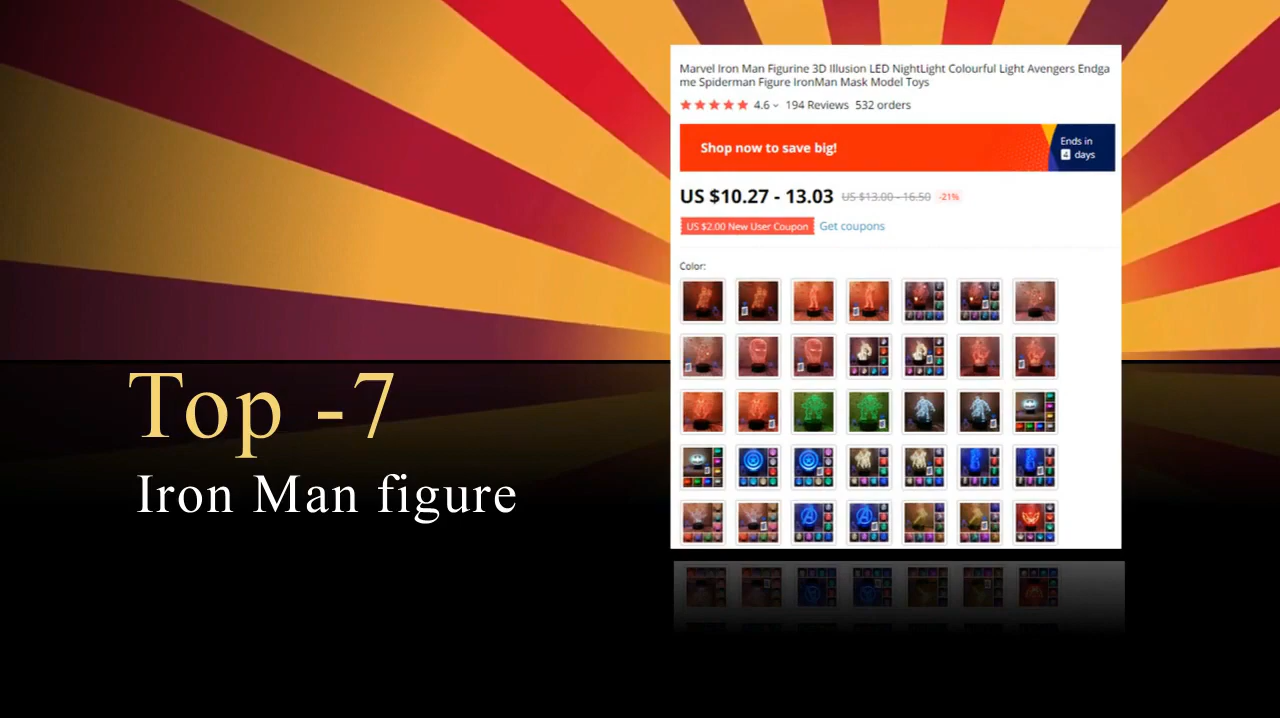 Marvel Iron Man Figurine 3D Illusion LED NightLight Colourful Light Avengers Endga
me Spiderman Figure IronMan Mask Model Toys
4.6 194 Reviews 532 orders
Shop now to save big!
Ends in
4 days
US $10.27 - 13.03 US $13.00 - 16.50 -21%
US $2.00 New User Coupon Get coupons
Color:
Top -7
Iron Man figure